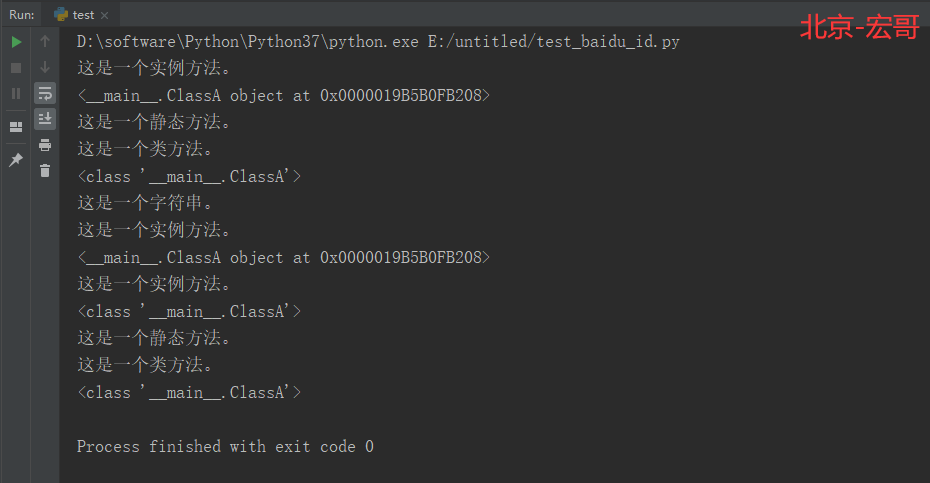 Run: test
北京-宏哥
D:\software\Python\Python37\python.exe E:/untitled/test_baidu_id.py
这是一个实例方法。
<__main__.ClassA object at 0x0000019B5B0FB208>
这是一个静态方法。
这是一个类方法。
<class '__main__.ClassA'>
这是一个字符串。
这是一个实例方法。
<__main__.ClassA object at 0x0000019B5B0FB208>
这是一个实例方法。
<class '__main__.ClassA'>
这是一个静态方法。
这是一个类方法。
<class '__main__.ClassA'>
Process finished with exit code 0